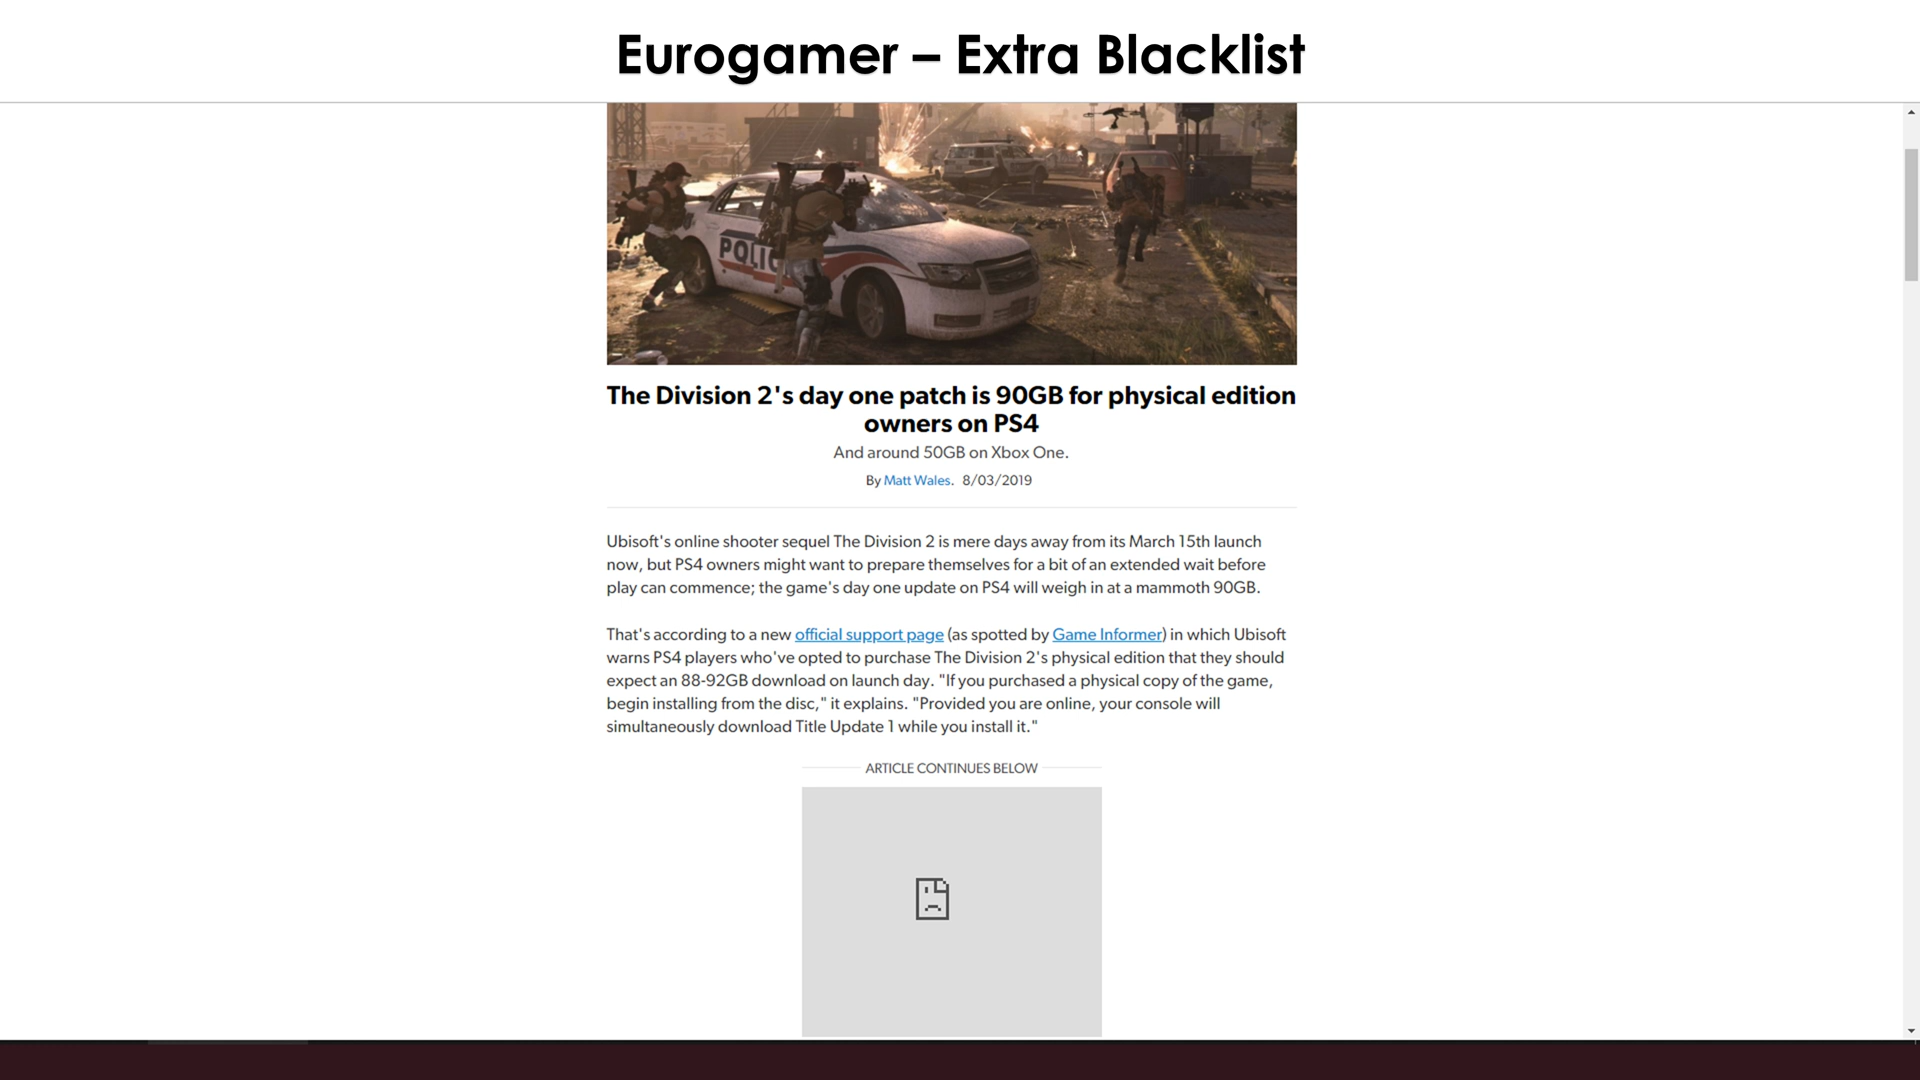 Eurogamer – Extra Blacklist
POLIC
The Division 2's day one patch is 90GB for physical edition
owners on PS4
And around 50GB on Xbox One.
By Matt Wales. 8/03/2019
Ubisoft's online shooter sequel The Division 2 is mere days away from its March 15th launch
now, but PS4 owners might want to prepare themselves for a bit of an extended wait before
play can commence; the game's day one update on PS4 will weigh in at a mammoth 90GB.
That's according to a new official support page (as spotted by Game Informer) in which Ubisoft
warns PS4 players who've opted to purchase The Division 2's physical edition that they should
expect an 88-92GB download on launch day. "If you purchased a physical copy of the game,
begin installing from the disc," it explains. "Provided you are online, your console will
simultaneously download Title Update 1 while you install it."
ARTICLE CONTINUES BELOW